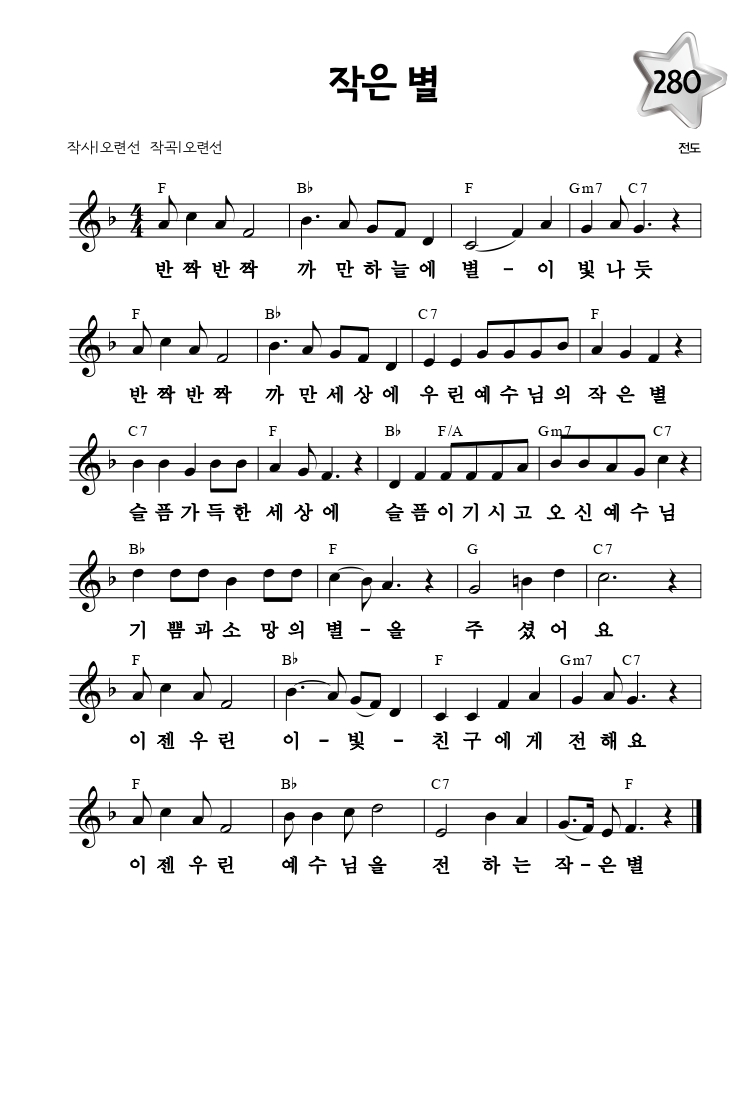 작은 별
280
작사|오련선 작곡|오련선
전도
F B♭ F Gm7 C7
반 짝 반 짝 까 만 하 늘 에 별 - 이 빛 나 듯
F B♭ C7 F
반 짝 반 짝 까 만 세 상 에 우 린 예 수 님 의 작 은 별
C7 F B♭ F/A Gm7 C7
슬 픔 가 득 한 세 상 에 슬 픔 이 기 시 고 오 신 예 수 님
B♭ F G C7
기 쁨 과 소 망 의 별 - 을 주 셨 어 요
F B♭ F Gm7 C7
이 젠 우 린 이 - 빛 - 친 구 에 게 전 해 요
F B♭ C7 F
이 젠 우 린 예 수 님 을 전 하 는 작 - 은 별